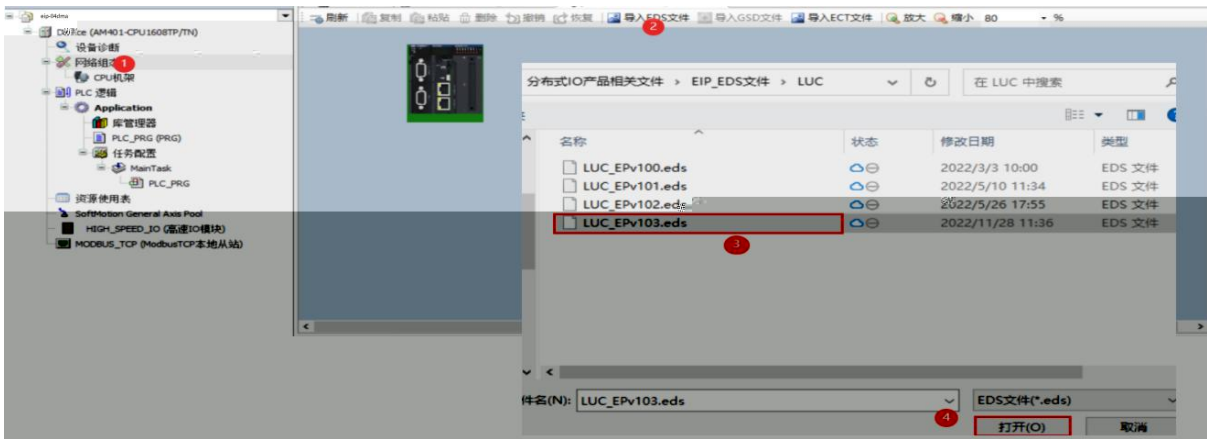 eip-04dma
刷新 复制 粘贴 删除 撤销 恢复 导入EDS文件 导入GSD文件 导入ECT文件 放大 缩小 80 %
Device (AM401-CPU1608TP/TN)
设备诊断
网络组态
CPU机架
PLC 逻辑
Application
库管理器
PLC_PRG (PRG)
任务配置
MainTask
PLC_PRG
资源使用表
SoftMotion General Axis Pool
HIGH_SPEED_IO (高速IO模块)
MODBUS_TCP (ModbusTCP本地从站)
1
2
分布式IO产品相关文件 > EIP_EDS文件 > LUC
在 LUC 中搜索
名称 状态 修改日期 类型
LUC_EPv100.eds 2022/3/3 10:00 EDS 文件
LUC_EPv101.eds 2022/5/10 11:34 EDS 文件
LUC_EPv102.eds 2022/5/26 17:55 EDS 文件
LUC_EPv103.eds 2022/11/28 11:36 EDS 文件
3
件名(N): LUC_EPv103.eds EDS文件(*.eds)
4
打开(O) 取消